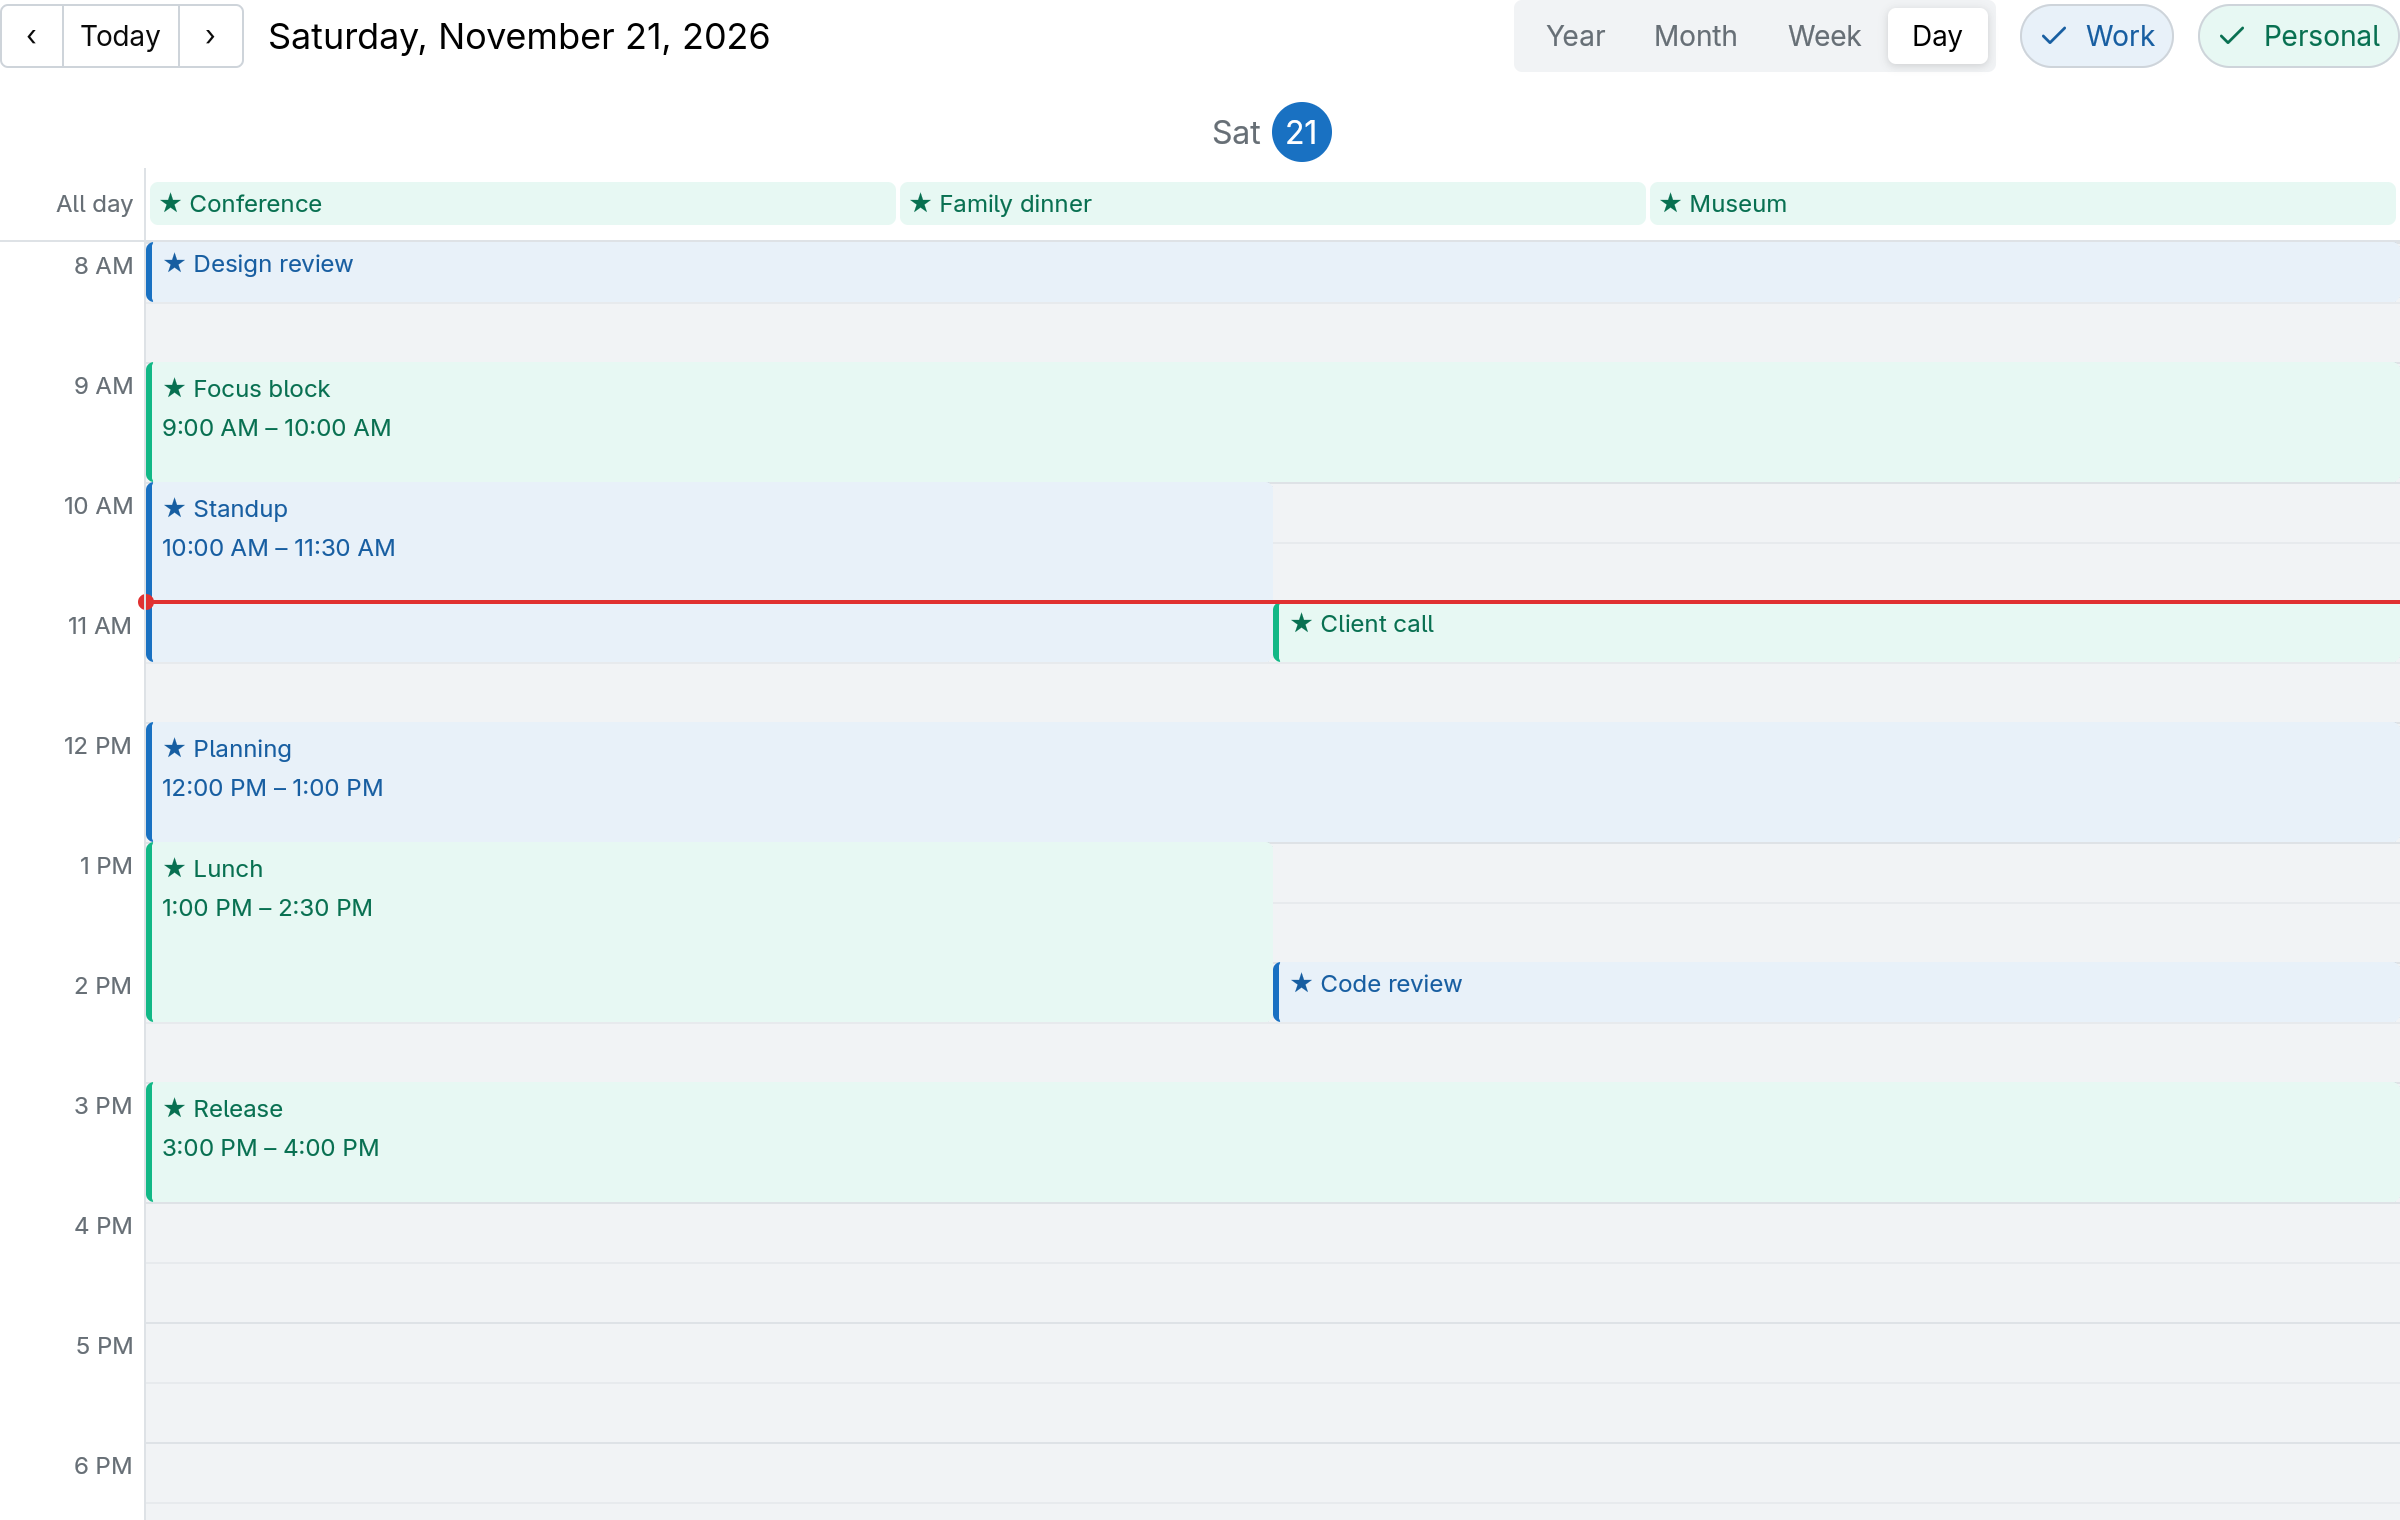 ‹ Today › Saturday, November 21, 2026 Year Month Week Day ✓ Work ✓ Personal
Sat 21
All day ★ Conference ★ Family dinner ★ Museum
8 AM ★ Design review
9 AM ★ Focus block
9:00 AM – 10:00 AM
10 AM ★ Standup
10:00 AM – 11:30 AM
11 AM ★ Client call
12 PM ★ Planning
12:00 PM – 1:00 PM
1 PM ★ Lunch
1:00 PM – 2:30 PM
2 PM ★ Code review
3 PM ★ Release
3:00 PM – 4:00 PM
4 PM
5 PM
6 PM